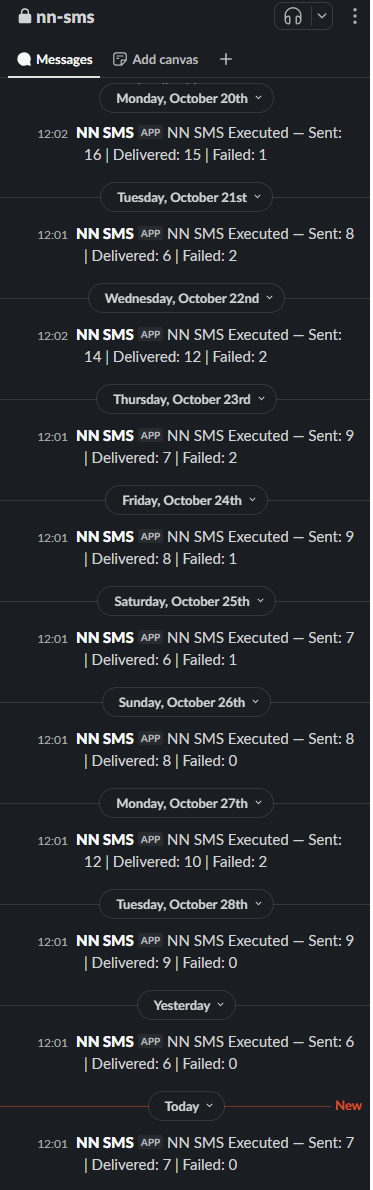 nn-sms
Messages
Add canvas
Monday, October 20th
12:02 NN SMS APP NN SMS Executed — Sent:
16 | Delivered: 15 | Failed: 1
Tuesday, October 21st
12:01 NN SMS APP NN SMS Executed — Sent: 8
| Delivered: 6 | Failed: 2
Wednesday, October 22nd
12:02 NN SMS APP NN SMS Executed — Sent:
14 | Delivered: 12 | Failed: 2
Thursday, October 23rd
12:01 NN SMS APP NN SMS Executed — Sent: 9
| Delivered: 7 | Failed: 2
Friday, October 24th
12:01 NN SMS APP NN SMS Executed — Sent: 9
| Delivered: 8 | Failed: 1
Saturday, October 25th
12:01 NN SMS APP NN SMS Executed — Sent: 7
| Delivered: 6 | Failed: 1
Sunday, October 26th
12:01 NN SMS APP NN SMS Executed — Sent: 8
| Delivered: 8 | Failed: 0
Monday, October 27th
12:01 NN SMS APP NN SMS Executed — Sent:
12 | Delivered: 10 | Failed: 2
Tuesday, October 28th
12:01 NN SMS APP NN SMS Executed — Sent: 9
| Delivered: 9 | Failed: 0
Yesterday
12:01 NN SMS APP NN SMS Executed — Sent: 6
| Delivered: 6 | Failed: 0
Today
New
12:01 NN SMS APP NN SMS Executed — Sent: 7
| Delivered: 7 | Failed: 0